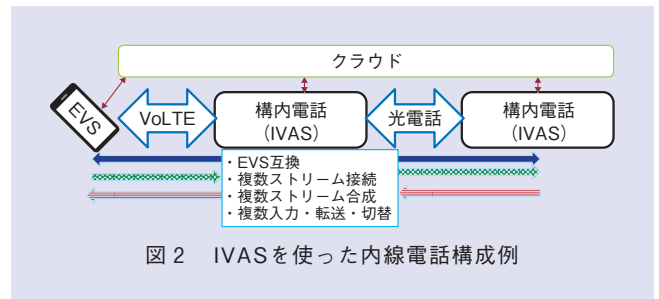 クラウド
EVS
VoLTE
構内電話
(IVAS)
光電話
構内電話
(IVAS)
・EVS互換
・複数ストリーム接続
・複数ストリーム合成
・複数入力・転送・切替
図2 IVASを使った内線電話構成例